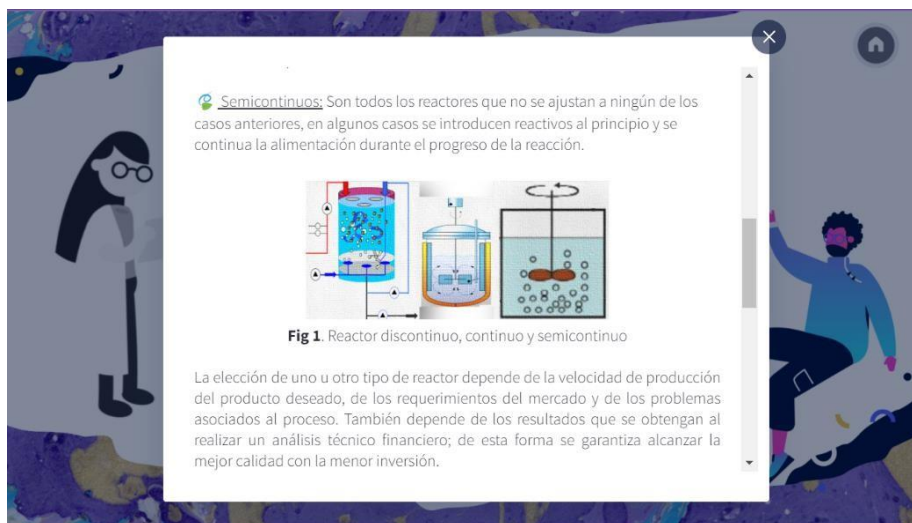 Semicontinuos: Son todos los reactores que no se ajustan a ningún de los
casos anteriores, en algunos casos se introducen reactivos al principio y se
continua la alimentación durante el progreso de la reacción.
Fig 1. Reactor discontinuo, continuo y semicontinuo
La elección de uno u otro tipo de reactor depende de la velocidad de producción
del producto deseado, de los requerimientos del mercado y de los problemas
asociados al proceso. También depende de los resultados que se obtengan al
realizar un análisis técnico financiero; de esta forma se garantiza alcanzar la
mejor calidad con la menor inversión.